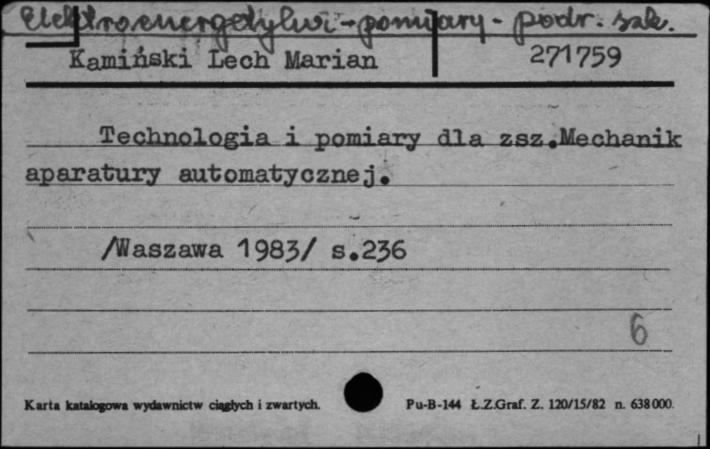 Elektroenergetyka - pomiary - podr. szk.
Kamiński Lech Marian 271759
Technologia i pomiary dla zsz.Mechanik
aparatury automatycznej.
/Waszawa 1983/ s.236
6
Karta katalogowa wydawnictw ciągłych i zwartych. Pu-B-144 Ł.Z.Graf. Z. 120/15/82 n. 638000.